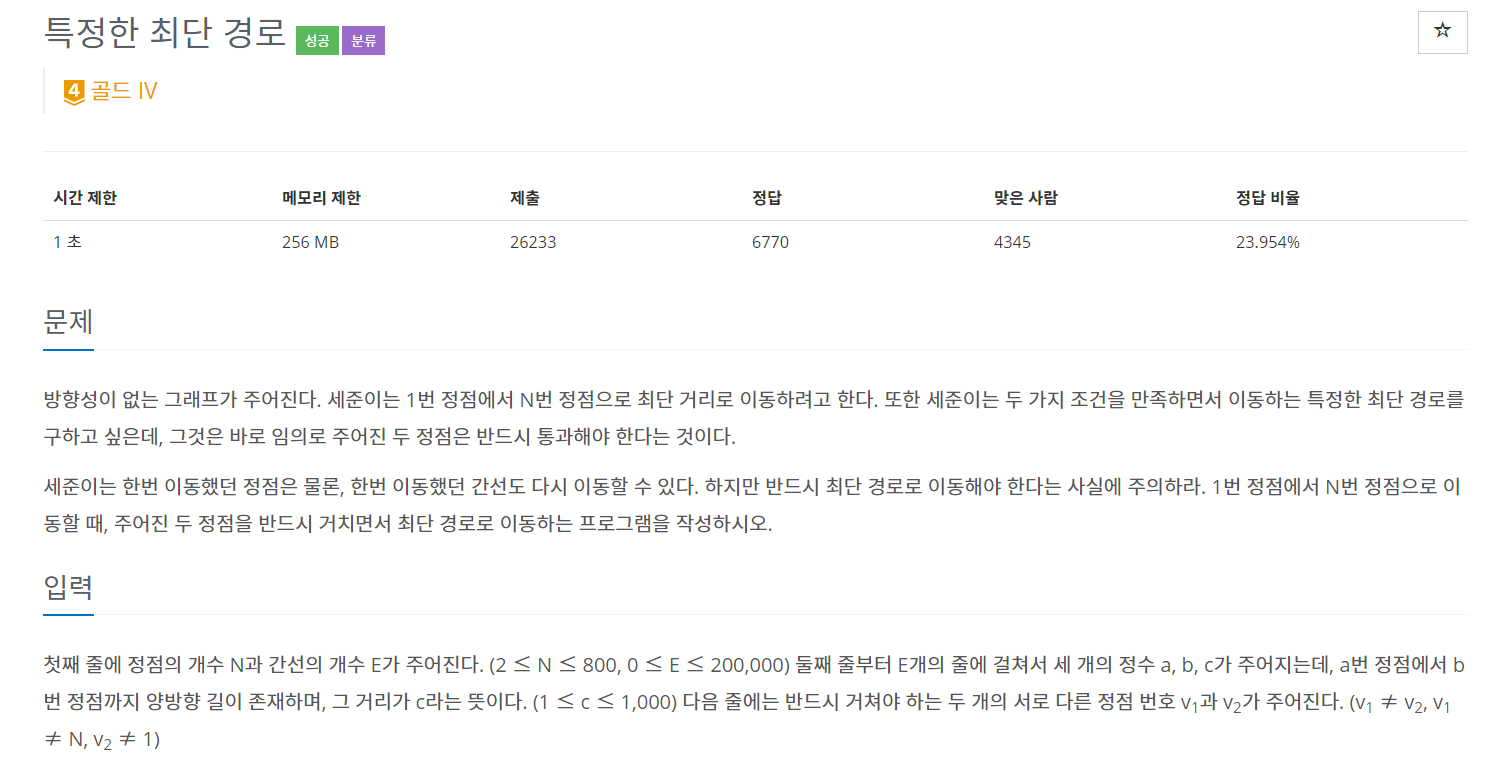 특정한 최단 경로 성공 분류
☆
4 골드 IV
시간 제한 메모리 제한 제출 정답 맞은 사람 정답 비율
1 초 256 MB 26233 6770 4345 23.954%
문제
방향성이 없는 그래프가 주어진다. 세준이는 1번 정점에서 N번 정점으로 최단 거리로 이동하려고 한다. 또한 세준이는 두 가지 조건을 만족하면서 이동하는 특정한 최단 경로를
구하고 싶은데, 그것은 바로 임의로 주어진 두 정점은 반드시 통과해야 한다는 것이다.
세준이는 한번 이동했던 정점은 물론, 한번 이동했던 간선도 다시 이동할 수 있다. 하지만 반드시 최단 경로로 이동해야 한다는 사실에 주의하라. 1번 정점에서 N번 정점으로 이
동할 때, 주어진 두 정점을 반드시 거치면서 최단 경로로 이동하는 프로그램을 작성하시오.
입력
첫째 줄에 정점의 개수 N과 간선의 개수 E가 주어진다. (2 ≤ N ≤ 800, 0 ≤ E ≤ 200,000) 둘째 줄부터 E개의 줄에 걸쳐서 세 개의 정수 a, b, c가 주어지는데, a번 정점에서 b
번 정점까지 양방향 길이 존재하며, 그 거리가 c라는 뜻이다. (1 ≤ c ≤ 1,000) 다음 줄에는 반드시 거쳐야 하는 두 개의 서로 다른 정점 번호 v₁과 v₂가 주어진다. (v₁ ≠ v₂, v₁
≠ N, v₂ ≠ 1)